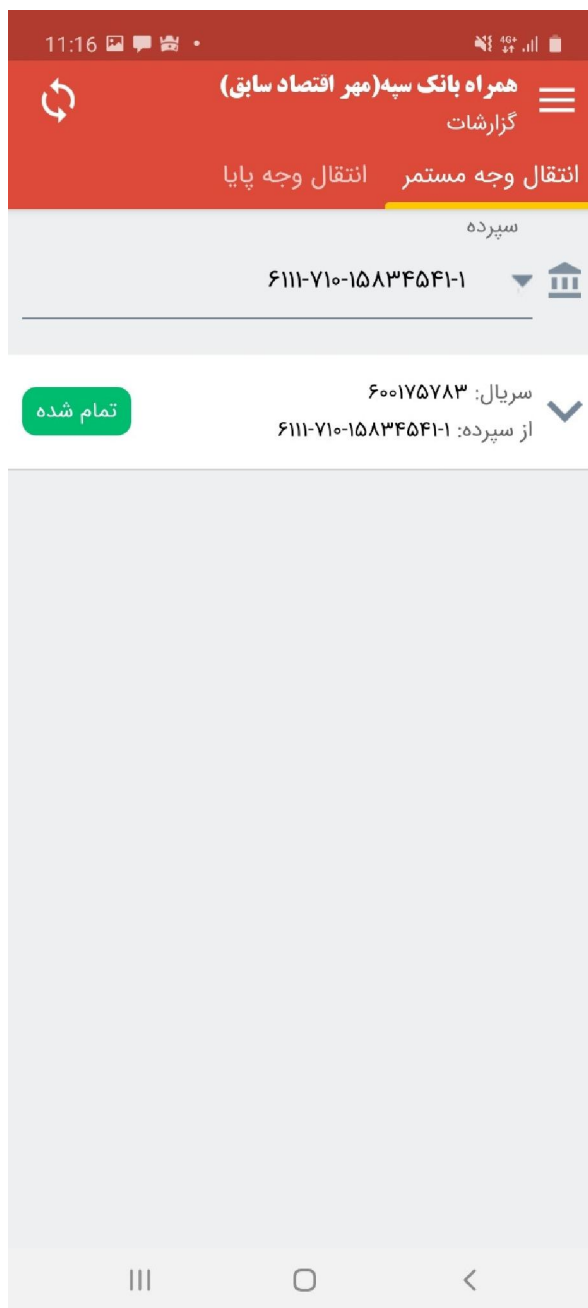 11:16
4G+
همراه بانک سپه(مهر اقتصاد سابق)
گزارشات
انتقال وجه مستمر انتقال وجه پایا
سپرده
۶۱۱۱-۷۱۰-۱۵۸۳۴۵۴۱-۱
سریال: ۶۰۰۱۷۵۷۸۳
تمام شده
از سپرده: ۶۱۱۱-۷۱۰-۱۵۸۳۴۵۴۱-۱